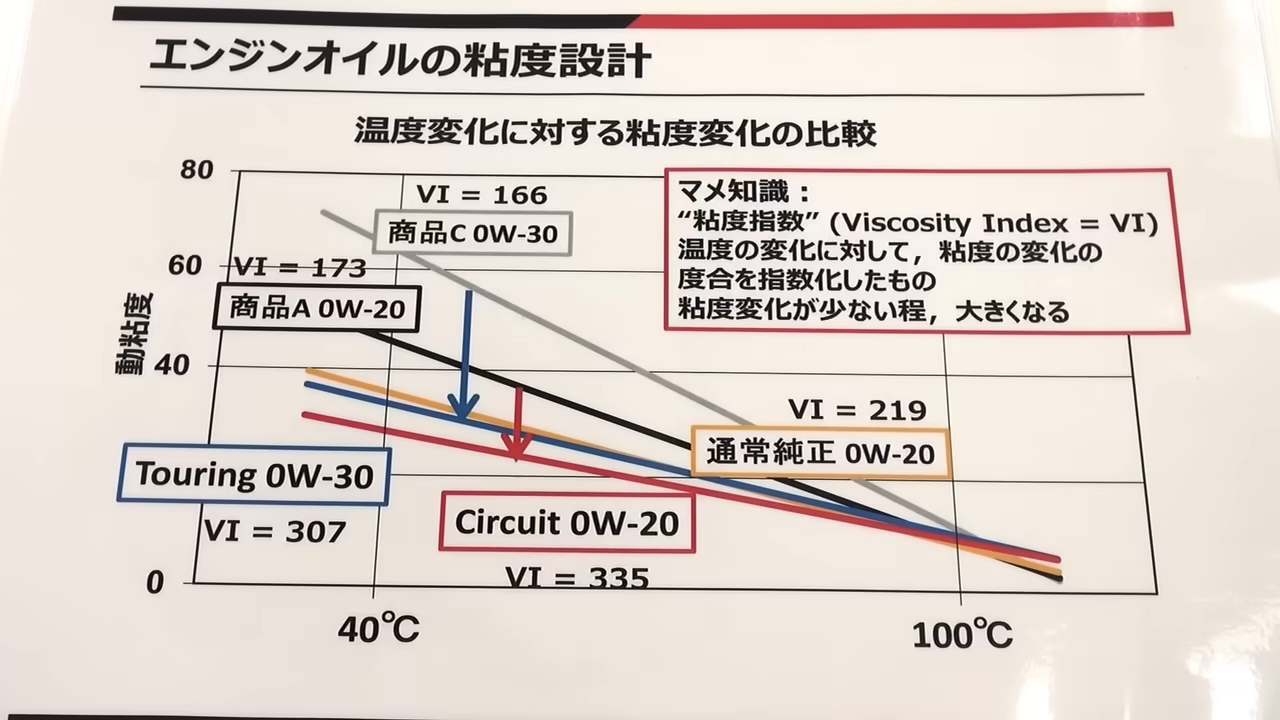 エンジンオイルの粘度設計
温度変化に対する粘度変化の比較
80
60
40
0
動粘度
VI = 166
商品C 0W-30
VI = 173
商品A 0W-20
マメ知識：
“粘度指数” (Viscosity Index = VI)
温度の変化に対して，粘度の変化の
度合を指数化したもの
粘度変化が少ない程，大きくなる
VI = 219
通常純正 0W-20
Touring 0W-30
VI = 307
Circuit 0W-20
VI = 335
40℃
100℃